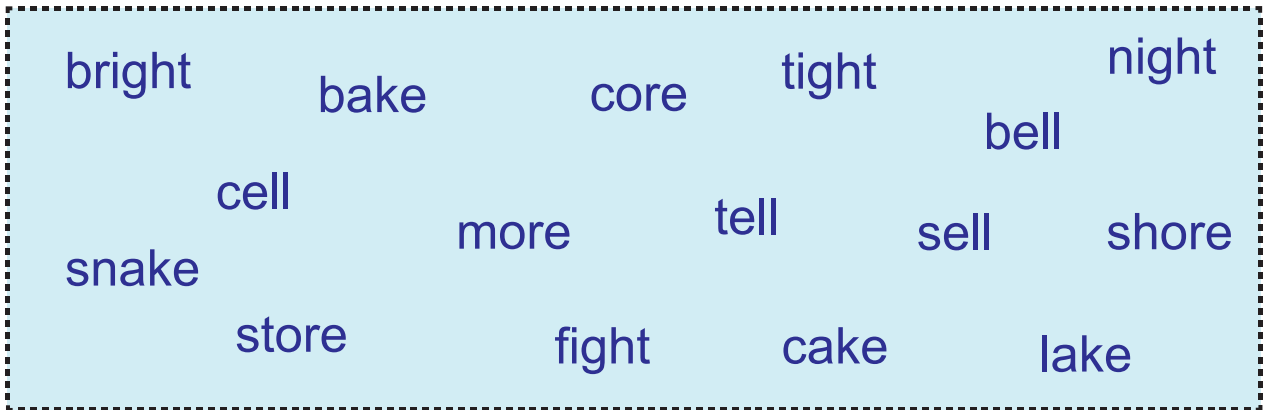 bright
bake
core
tight
night
bell
cell
more
tell
sell
shore
snake
store
fight
cake
lake